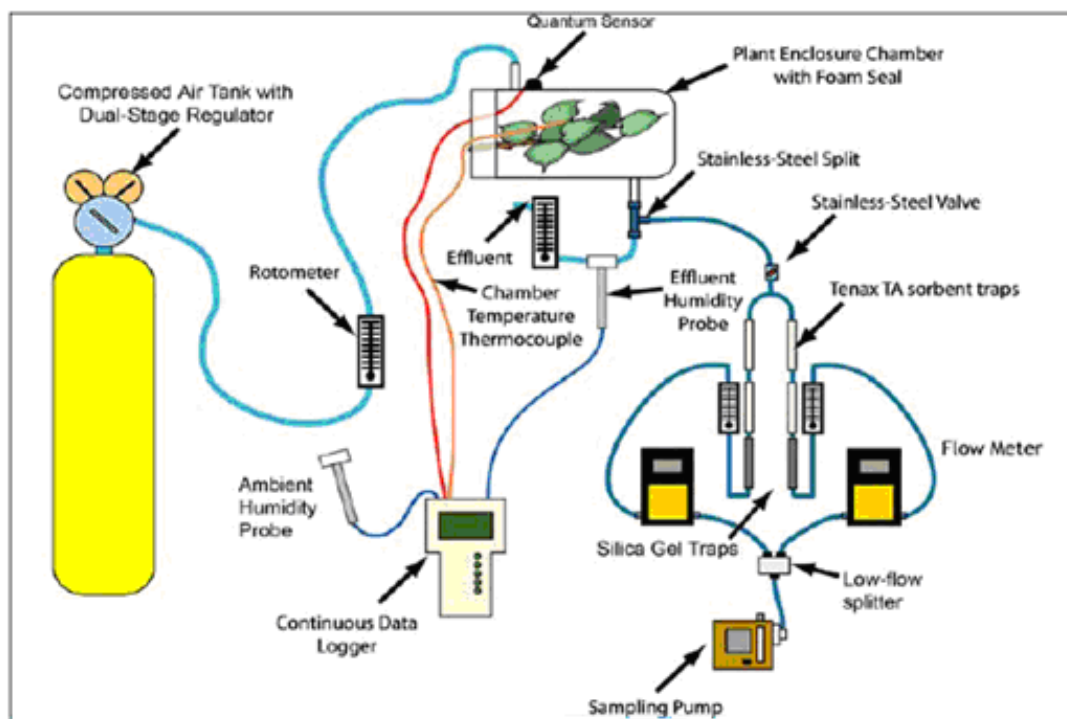 Quantum Sensor
Plant Enclosure Chamber
with Foam Seal
Compressed Air Tank with
Dual-Stage Regulator
Stainless-Steel Split
Stainless-Steel Valve
Effluent
Rotometer
Effluent
Humidity
Probe
Chamber
Temperature
Thermocouple
Tenax TA sorbent traps
Flow Meter
Ambient
Humidity
Probe
Silica Gel Traps
Low-flow
splitter
Continuous Data
Logger
Sampling Pump